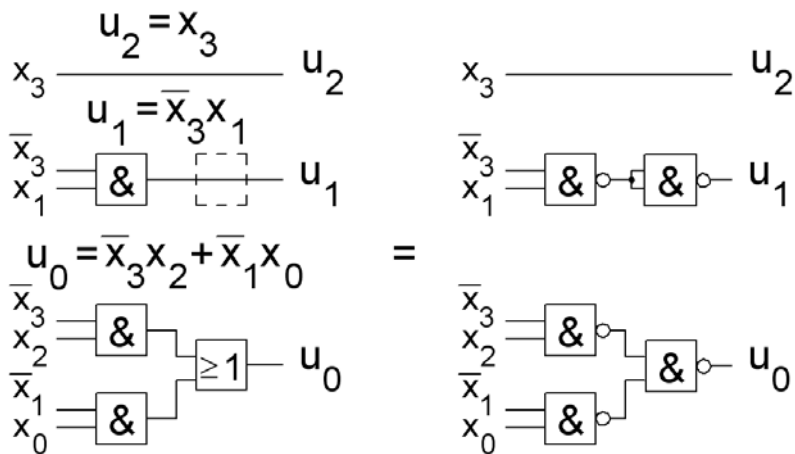 u₂ = x₃
x₃ u₂ x₃ u₂
u₁ = x̅₃x₁
x̅₃ x̅₃
& u₁ & & u₁
x₁ x₁
u₀ = x̅₃x₂ + x̅₁x₀ =
x̅₃ x̅₃
& &
x₂ x₂
≥1 u₀ & u₀
x̅₁ x̅₁
& &
x₀ x₀